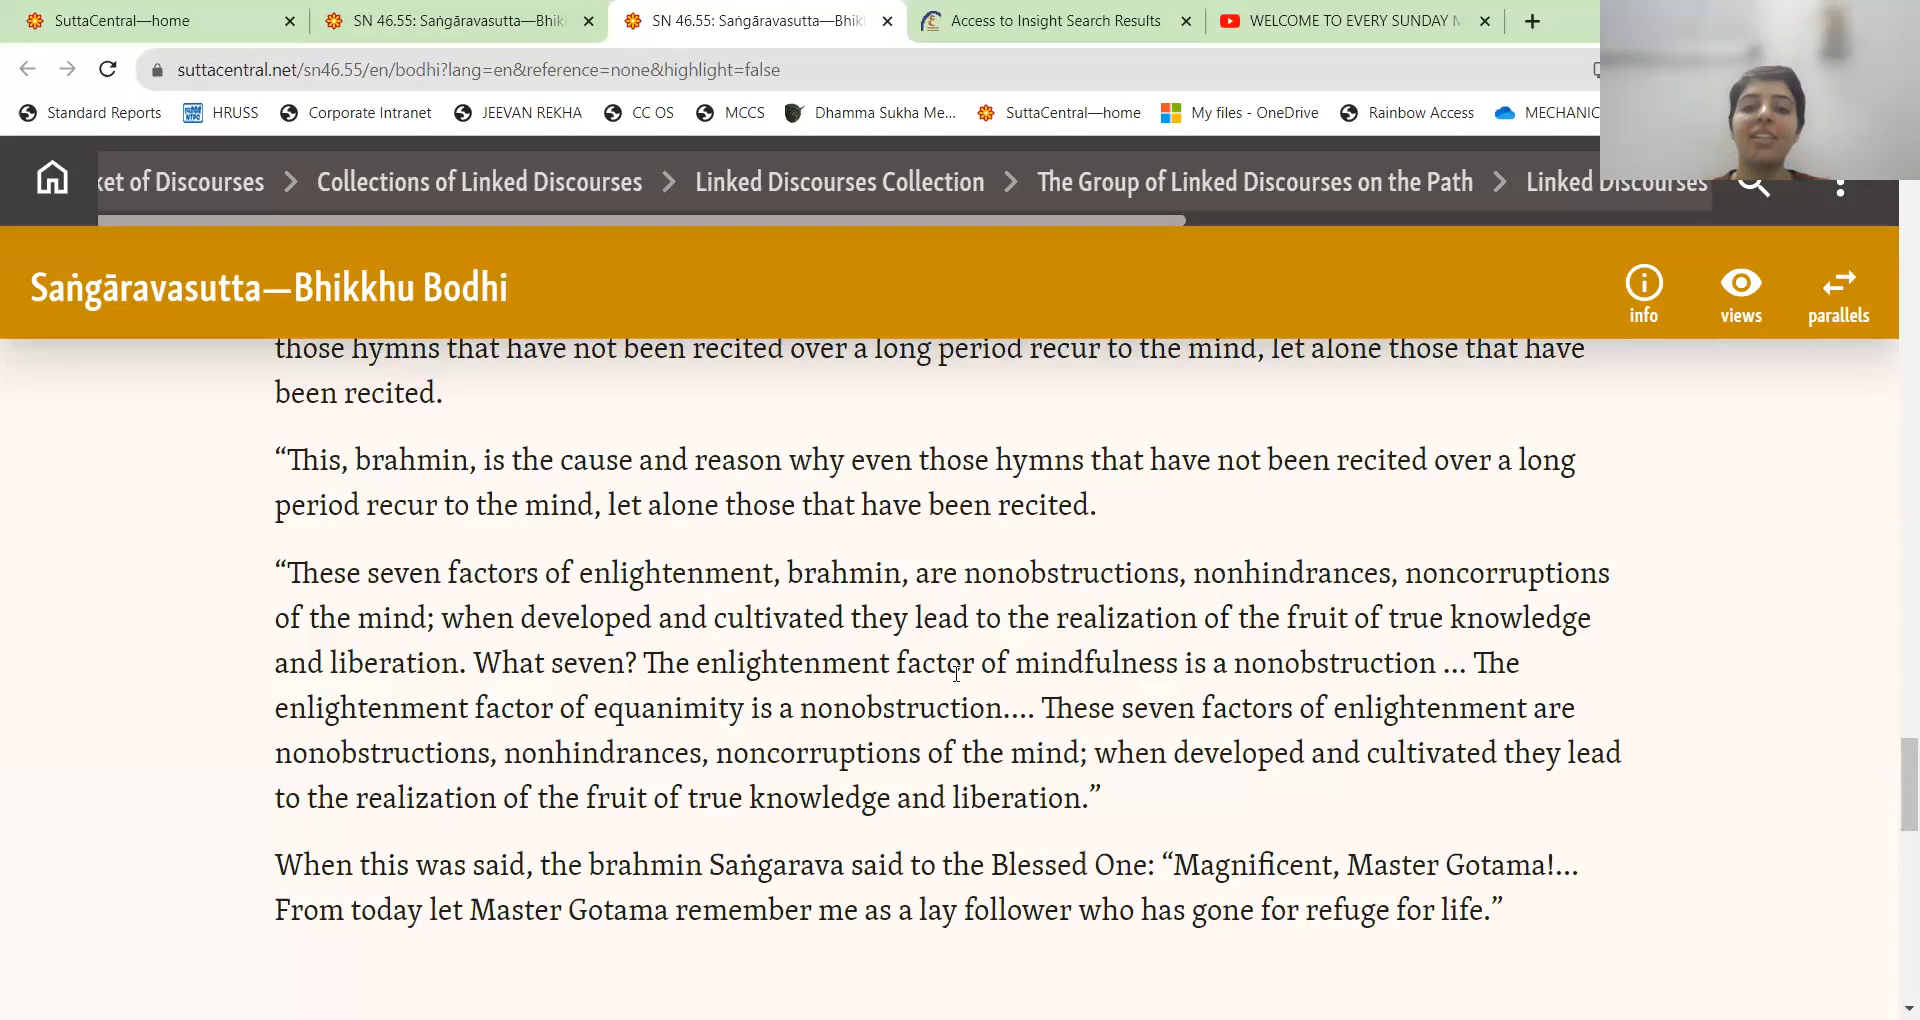 SuttaCentral—home
SN 46.55: Saṅgāravasutta—Bhik
SN 46.55: Saṅgāravasutta—Bhik
Access to Insight Search Results
WELCOME TO EVERY SUNDAY
suttacentral.net/sn46.55/en/bodhi?lang=en&reference=none&highlight=false
Standard Reports
HRUSS
Corporate Intranet
JEEVAN REKHA
CC OS
MCCS
Dhamma Sukha Me...
SuttaCentral—home
My files - OneDrive
Rainbow Access
MECHANIC
ket of Discourses
Collections of Linked Discourses
Linked Discourses Collection
The Group of Linked Discourses on the Path
Linked Discourses
Saṅgāravasutta—Bhikkhu Bodhi
info
views
parallels
those hymns that have not been recited over a long period recur to the mind, let alone those that have
been recited.
“This, brahmin, is the cause and reason why even those hymns that have not been recited over a long
period recur to the mind, let alone those that have been recited.
“These seven factors of enlightenment, brahmin, are nonobstructions, nonhindrances, noncorruptions
of the mind; when developed and cultivated they lead to the realization of the fruit of true knowledge
and liberation. What seven? The enlightenment factor of mindfulness is a nonobstruction … The
enlightenment factor of equanimity is a nonobstruction.… These seven factors of enlightenment are
nonobstructions, nonhindrances, noncorruptions of the mind; when developed and cultivated they lead
to the realization of the fruit of true knowledge and liberation.”
When this was said, the brahmin Saṅgarava said to the Blessed One: “Magnificent, Master Gotama!…
From today let Master Gotama remember me as a lay follower who has gone for refuge for life.”